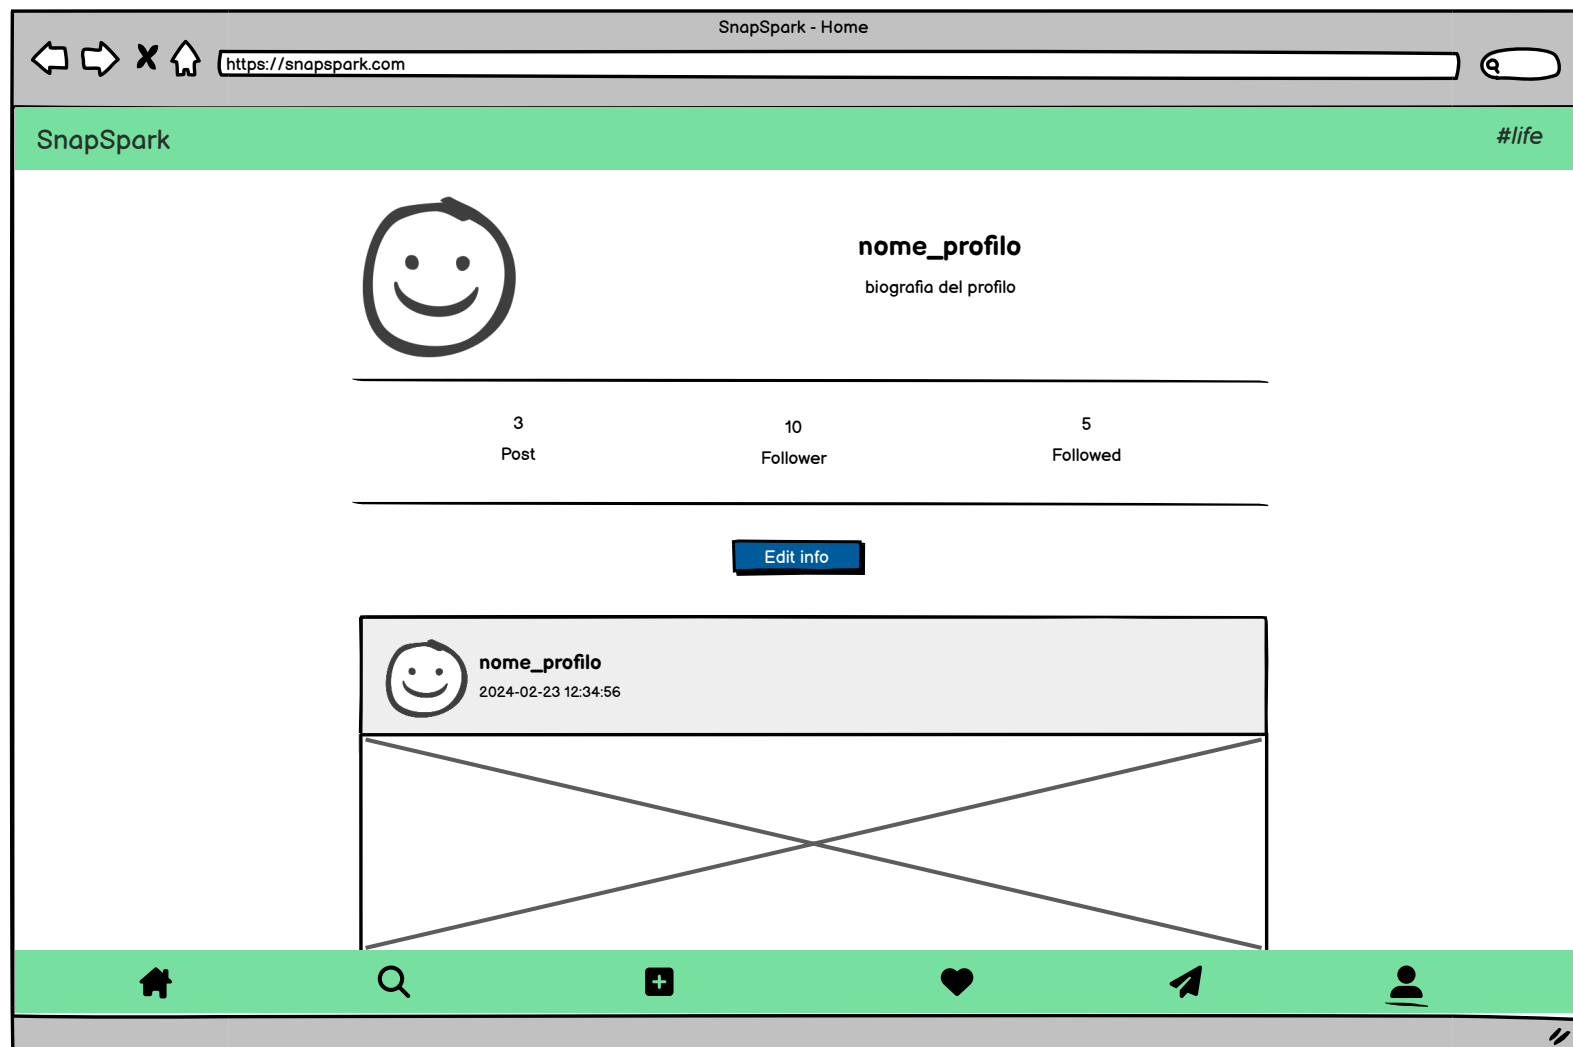 SnapSpark - Home
https://snapspark.com
SnapSpark
#life
nome_profilo
biografia del profilo
3
Post
10
Follower
5
Followed
Edit info
nome_profilo
2024-02-23 12:34:56